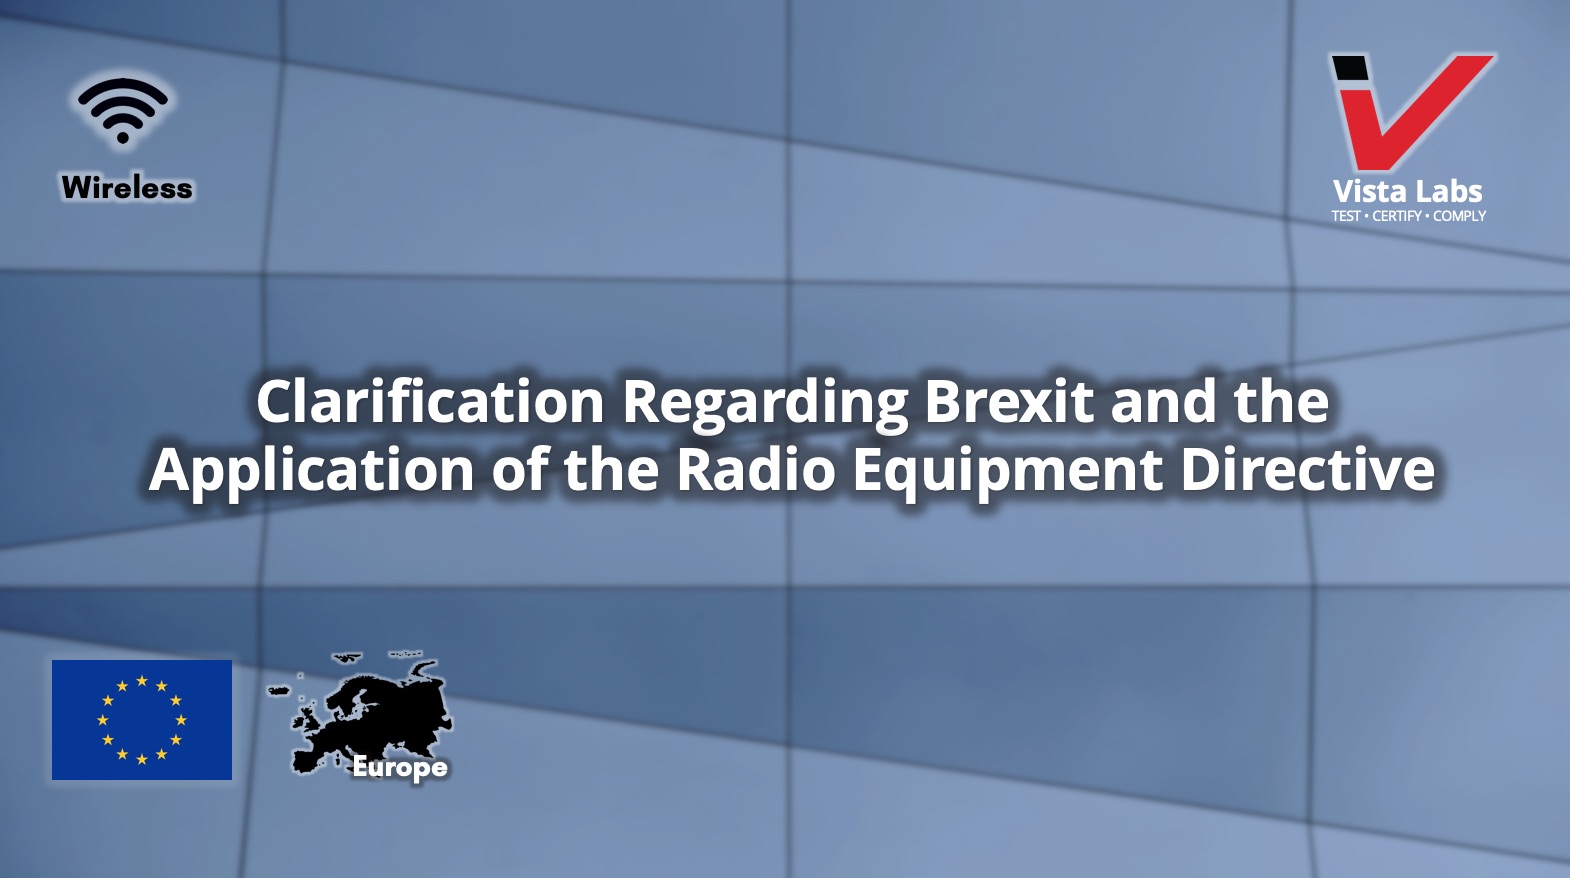 Wireless
Vista Labs
TEST • CERTIFY • COMPLY
Clarification Regarding Brexit and the
Application of the Radio Equipment Directive
Europe